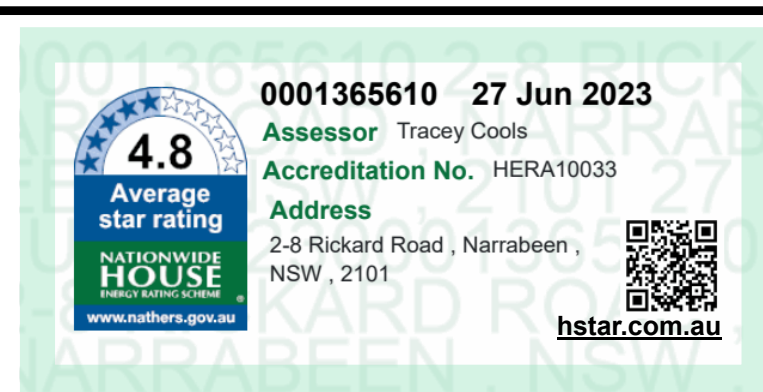 0001365610 27 Jun 2023
Assessor Tracey Cools
Accreditation No. HERA10033
Address
2-8 Rickard Road , Narrabeen ,
NSW , 2101
4.8
Average
star rating
NATIONWIDE
HOUSE
ENERGY RATING SCHEME ®
www.nathers.gov.au
hstar.com.au